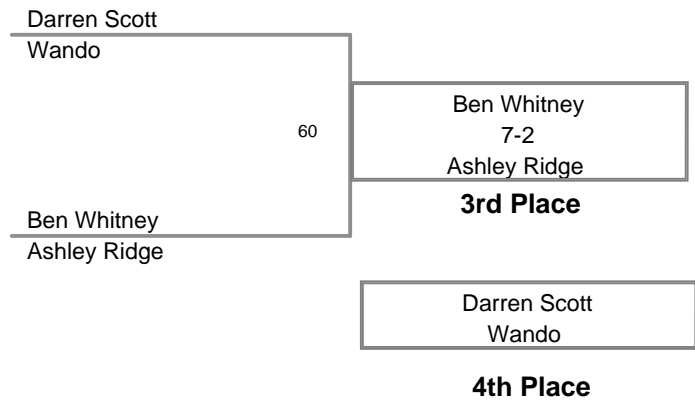 Darren Scott
Wando
60
Ben Whitney
7-2
Ashley Ridge
3rd Place
Ben Whitney
Ashley Ridge
Darren Scott
Wando
4th Place